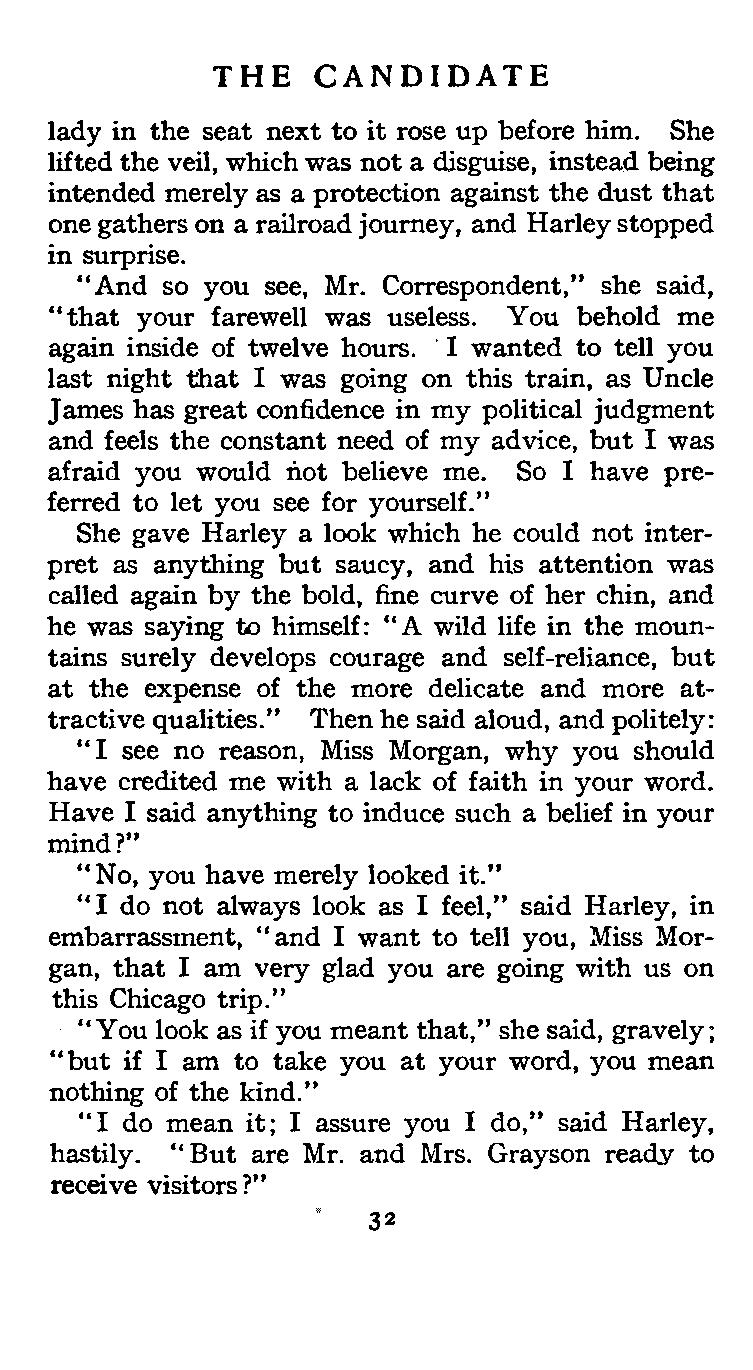 THE CANDIDATE
lady in the seat next to it rose up before him. She
lifted the veil, which was not a disguise, instead being
intended merely as a protection against the dust that
one gathers on a railroad journey, and Harley stopped
in surprise.
"And so you see, Mr. Correspondent," she said,
"that your farewell was useless. You behold me
again inside of twelve hours. I wanted to tell you
last night that I was going on this train, as Uncle
James has great confidence in my political judgment
and feels the constant need of my advice, but I was
afraid you would not believe me. So I have pre-
ferred to let you see for yourself."
She gave Harley a look which he could not inter-
pret as anything but saucy, and his attention was
called again by the bold, fine curve of her chin, and
he was saying to himself: "A wild life in the moun-
tains surely develops courage and self-reliance, but
at the expense of the more delicate and more at-
tractive qualities." Then he said aloud, and politely:
"I see no reason, Miss Morgan, why you should
have credited me with a lack of faith in your word.
Have I said anything to induce such a belief in your
mind?"
"No, you have merely looked it."
"I do not always look as I feel," said Harley, in
embarrassment, "and I want to tell you, Miss Mor-
gan, that I am very glad you are going with us on
this Chicago trip."
"You look as if you meant that," she said, gravely;
"but if I am to take you at your word, you mean
nothing of the kind."
"I do mean it; I assure you I do," said Harley,
hastily. "But are Mr. and Mrs. Grayson ready to
receive visitors?"
32